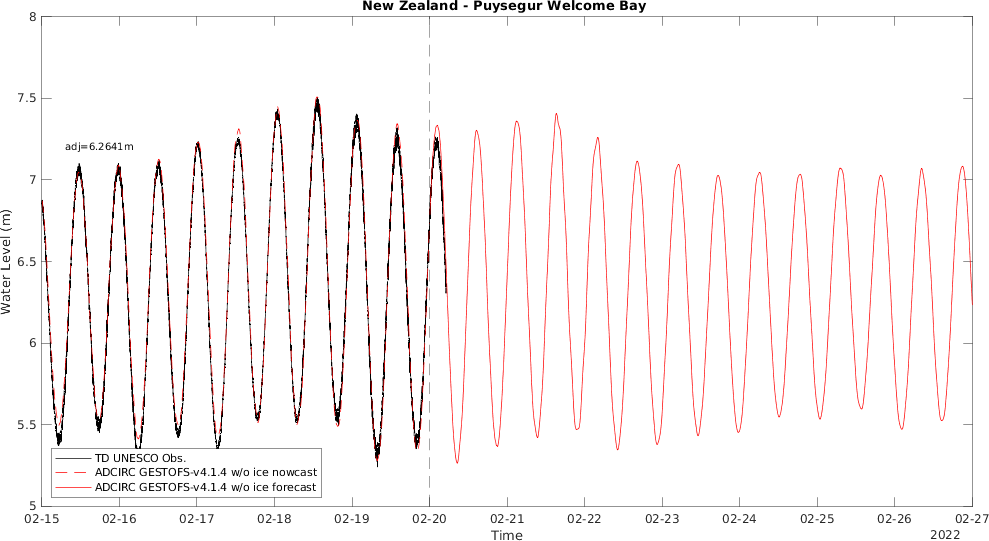 New Zealand - Puysegur Welcome Bay
8
7.5
7
6.5
6
5.5
5
Water Level (m)
adj=6.2641m
TD UNESCO Obs.
ADCIRC GESTOFS-v4.1.4 w/o ice nowcast
ADCIRC GESTOFS-v4.1.4 w/o ice forecast
02-15 02-16 02-17 02-18 02-19 02-20 02-21 02-22 02-23 02-24 02-25 02-26 02-27
Time
2022